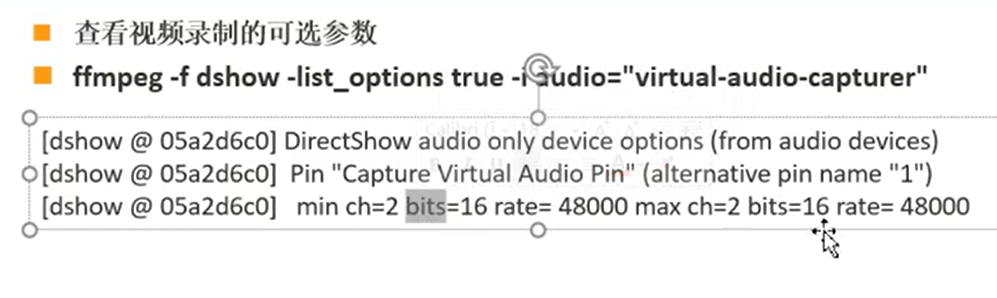 查看视频录制的可选参数
ffmpeg -f dshow -list_options true -i audio="virtual-audio-capturer"
[dshow @ 05a2d6c0] DirectShow audio only device options (from audio devices)
[dshow @ 05a2d6c0]  Pin "Capture Virtual Audio Pin" (alternative pin name "1")
[dshow @ 05a2d6c0]   min ch=2 bits=16 rate= 48000 max ch=2 bits=16 rate= 48000